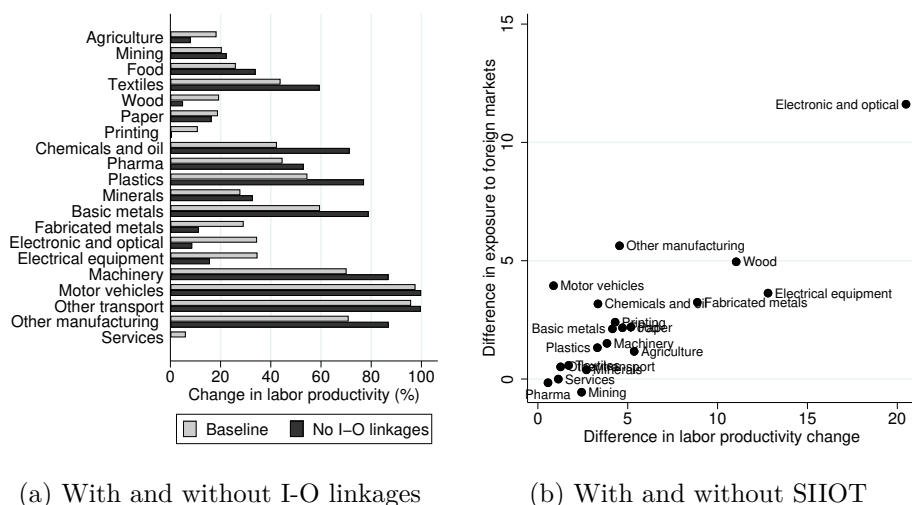 Agriculture
Mining
Food
Textiles
Wood
Paper
Printing
Chemicals and oil
Pharma
Plastics
Minerals
Basic metals
Fabricated metals
Electronic and optical
Electrical equipment
Machinery
Motor vehicles
Other transport
Other manufacturing
Services
0 20 40 60 80 100
Change in labor productivity (%)
Baseline No I−O linkages
(a) With and without I-O linkages
Difference in exposure to foreign markets
15
10
5
0
Electronic and optical
Other manufacturing
Wood
Motor vehicles
Electrical equipment
Chemicals and oil
Fabricated metals
Printing
Basic metals
Paper
Machinery
Plastics
Agriculture
Textiles
Other transport
Minerals
Services
Pharma
Mining
0 5 10 15 20
Difference in labor productivity change
(b) With and without SIIOT